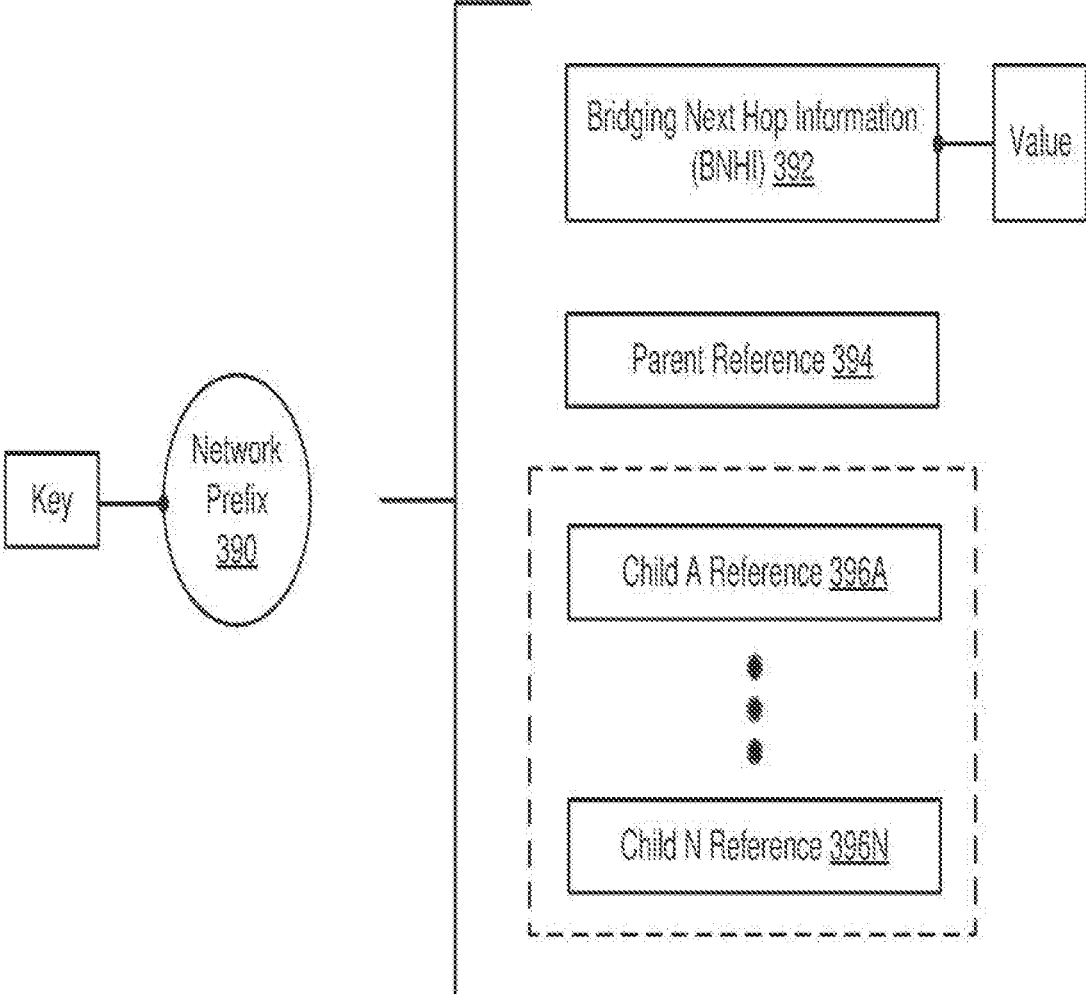 Bridging Next Hop Information
(BNHI) 392
Value
Parent Reference 394
Key
Network
Prefix
390
Child A Reference 396A
Child N Reference 396N